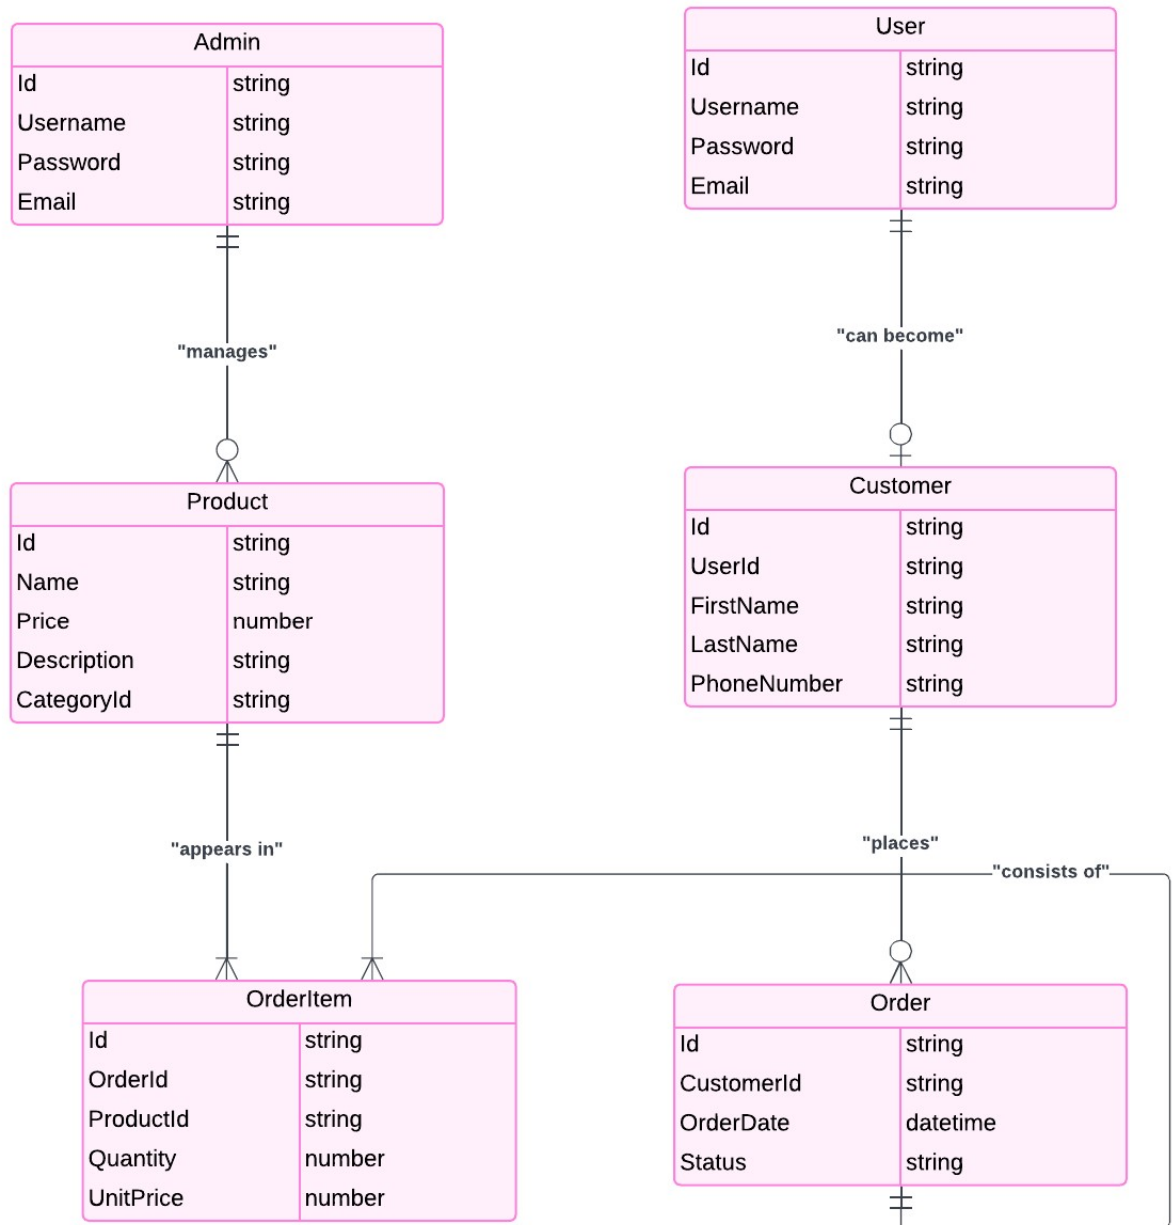 Admin
Id string
Username string
Password string
Email string
"manages"
Product
Id string
Name string
Price number
Description string
CategoryId string
"appears in"
OrderItem
Id string
OrderId string
ProductId string
Quantity number
UnitPrice number
User
Id string
Username string
Password string
Email string
"can become"
Customer
Id string
UserId string
FirstName string
LastName string
PhoneNumber string
"places"
"consists of"
Order
Id string
CustomerId string
OrderDate datetime
Status string